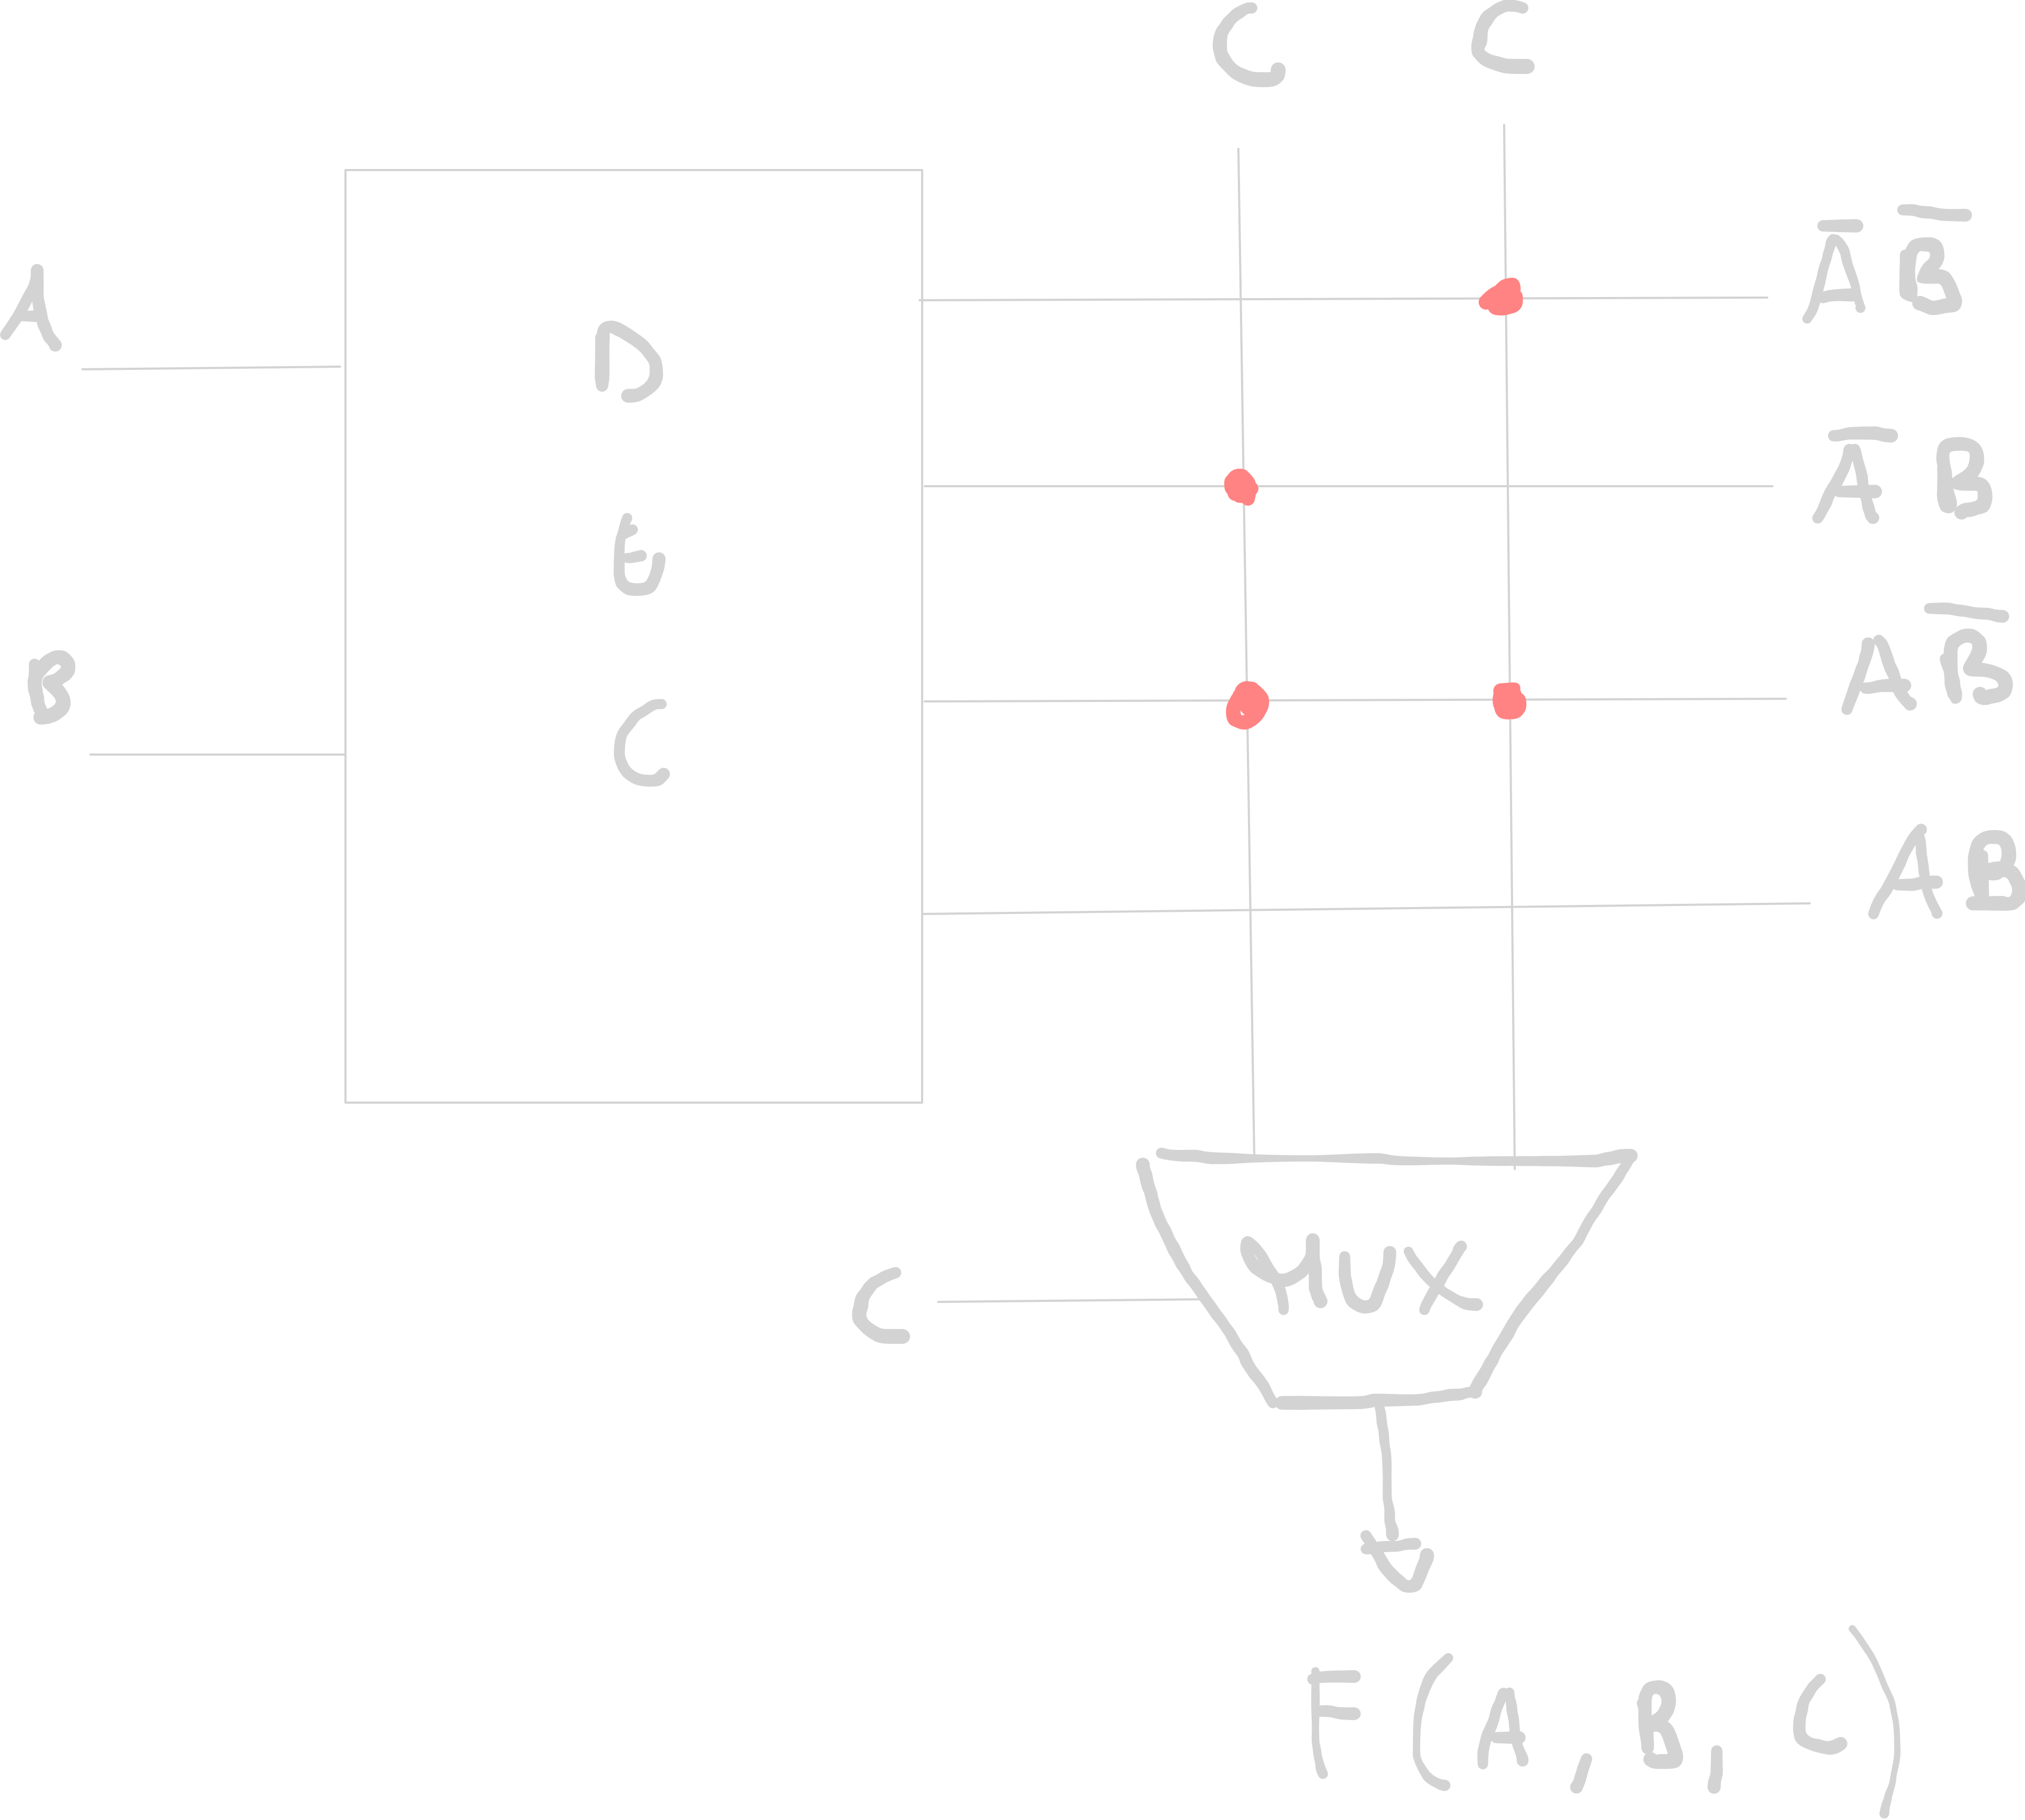 C C
A̅ B̅
A
D
A̅ B
e
A B̅
B
C
A B
C MUX
F(A, B, C)